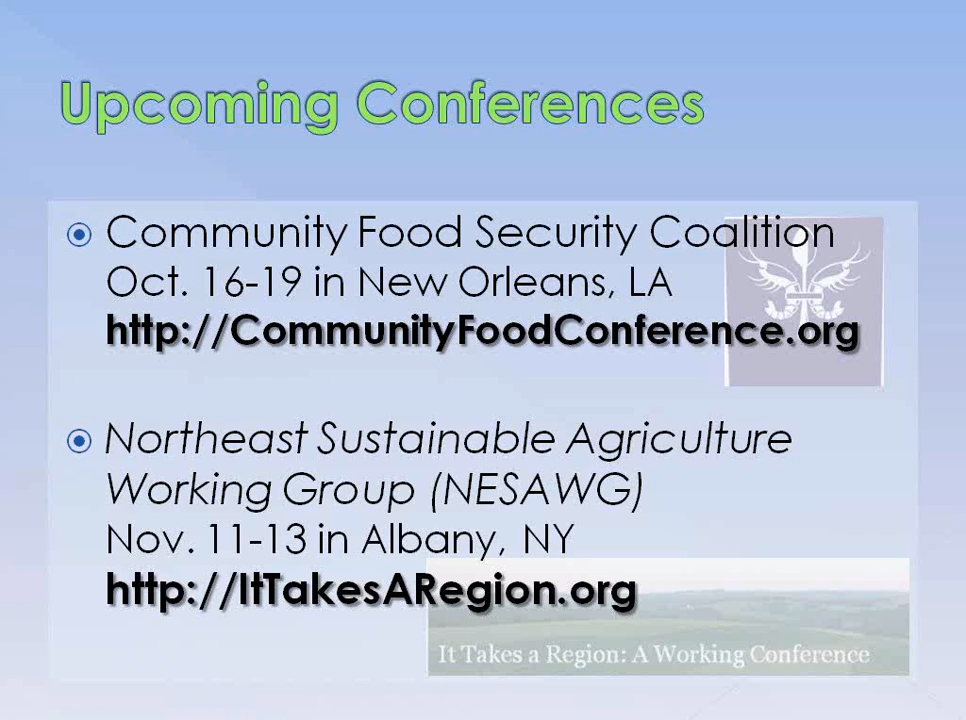 Upcoming Conferences
Community Food Security Coalition
Oct. 16-19 in New Orleans, LA
http://CommunityFoodConference.org
Northeast Sustainable Agriculture
Working Group (NESAWG)
Nov. 11-13 in Albany, NY
http://ItTakesARegion.org
It Takes a Region: A Working Conference